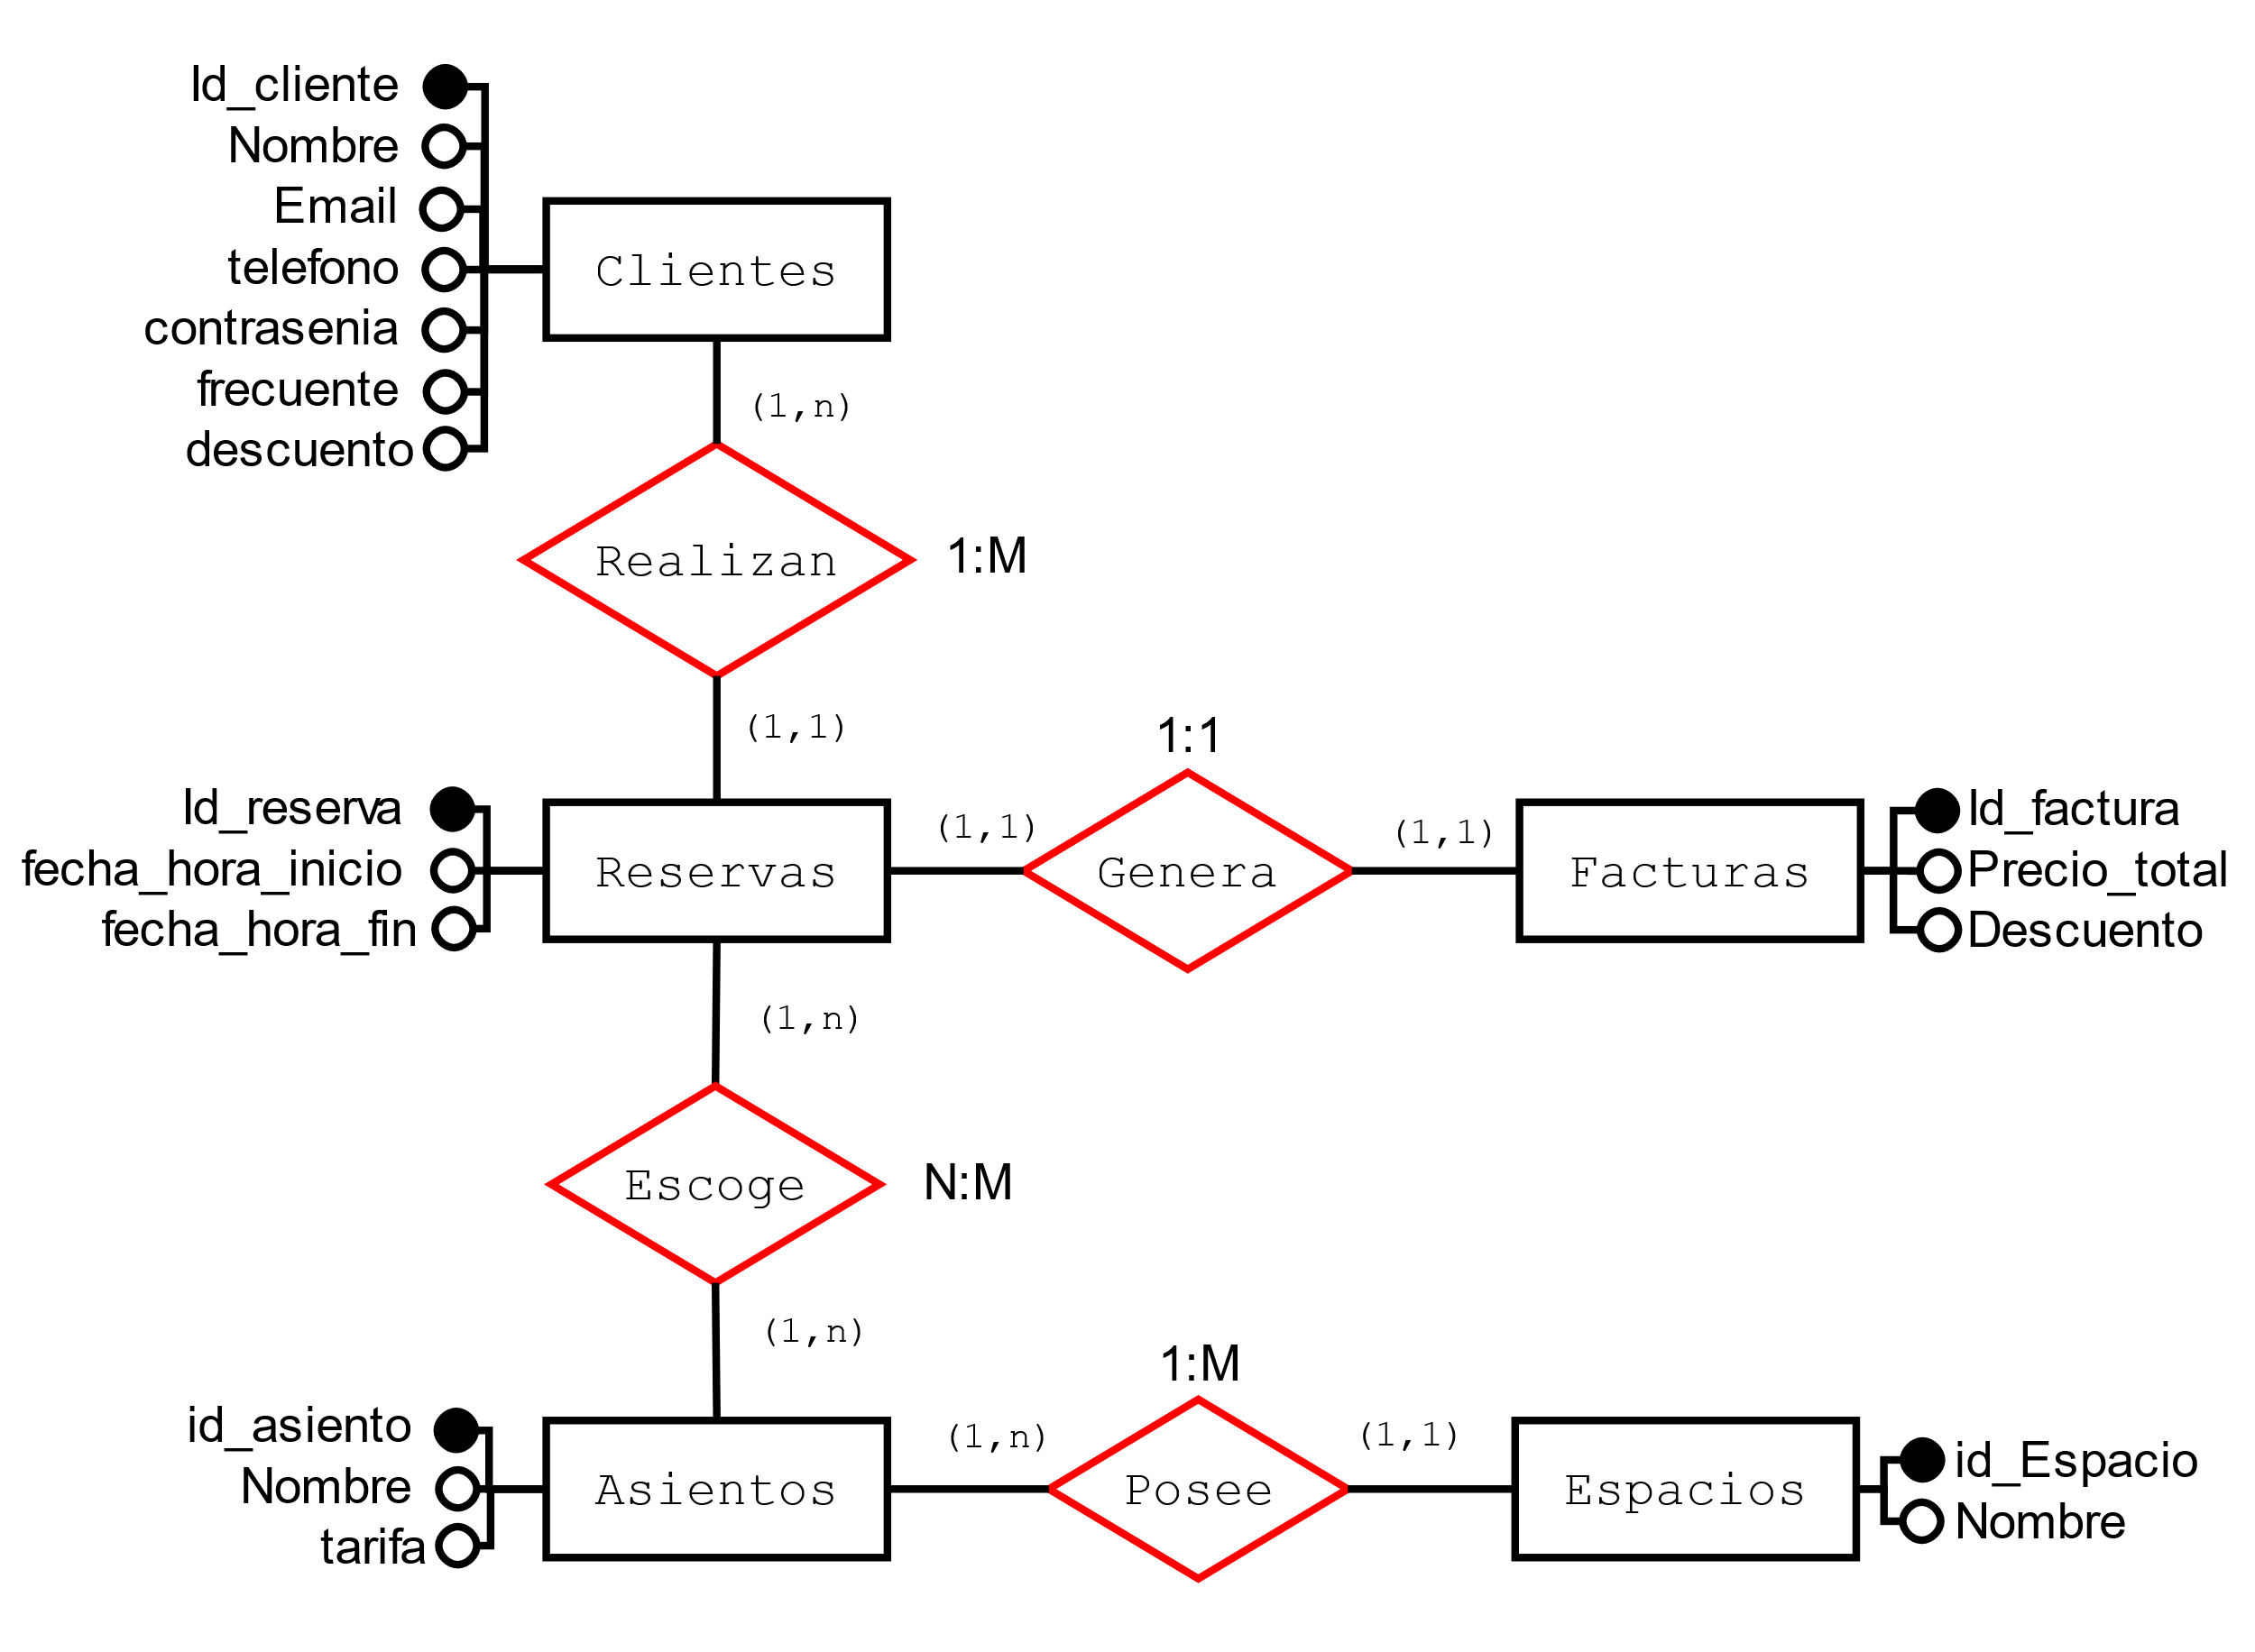 Id_cliente
Nombre
Email
telefono
contrasenia
frecuente
descuento
Clientes
(1,n)
Realizan
1:M
(1,1)
Id_reserva
fecha_hora_inicio
fecha_hora_fin
Reservas
(1,1)
1:1
Genera
(1,1)
Facturas
Id_factura
Precio_total
Descuento
(1,n)
Escoge
N:M
(1,n)
id_asiento
Nombre
tarifa
Asientos
(1,n)
1:M
Posee
(1,1)
Espacios
id_Espacio
Nombre